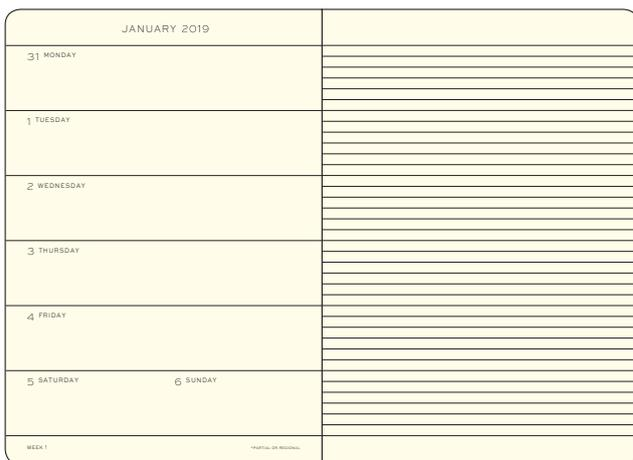 JANUARY 2019
31 MONDAY
1 TUESDAY
2 WEDNESDAY
3 THURSDAY
4 FRIDAY
5 SATURDAY 6 SUNDAY
WEEK 1 *PARTIAL OR REGIONAL